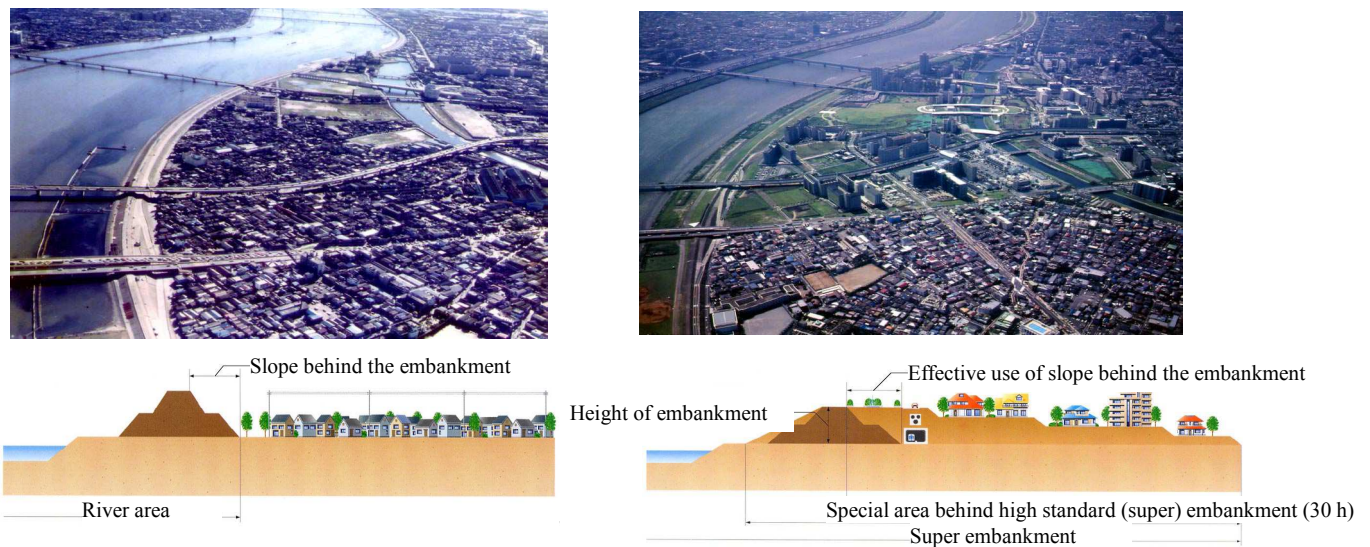 Slope behind the embankment
River area
Effective use of slope behind the embankment
Height of embankment
Special area behind high standard (super) embankment (30 h)
Super embankment